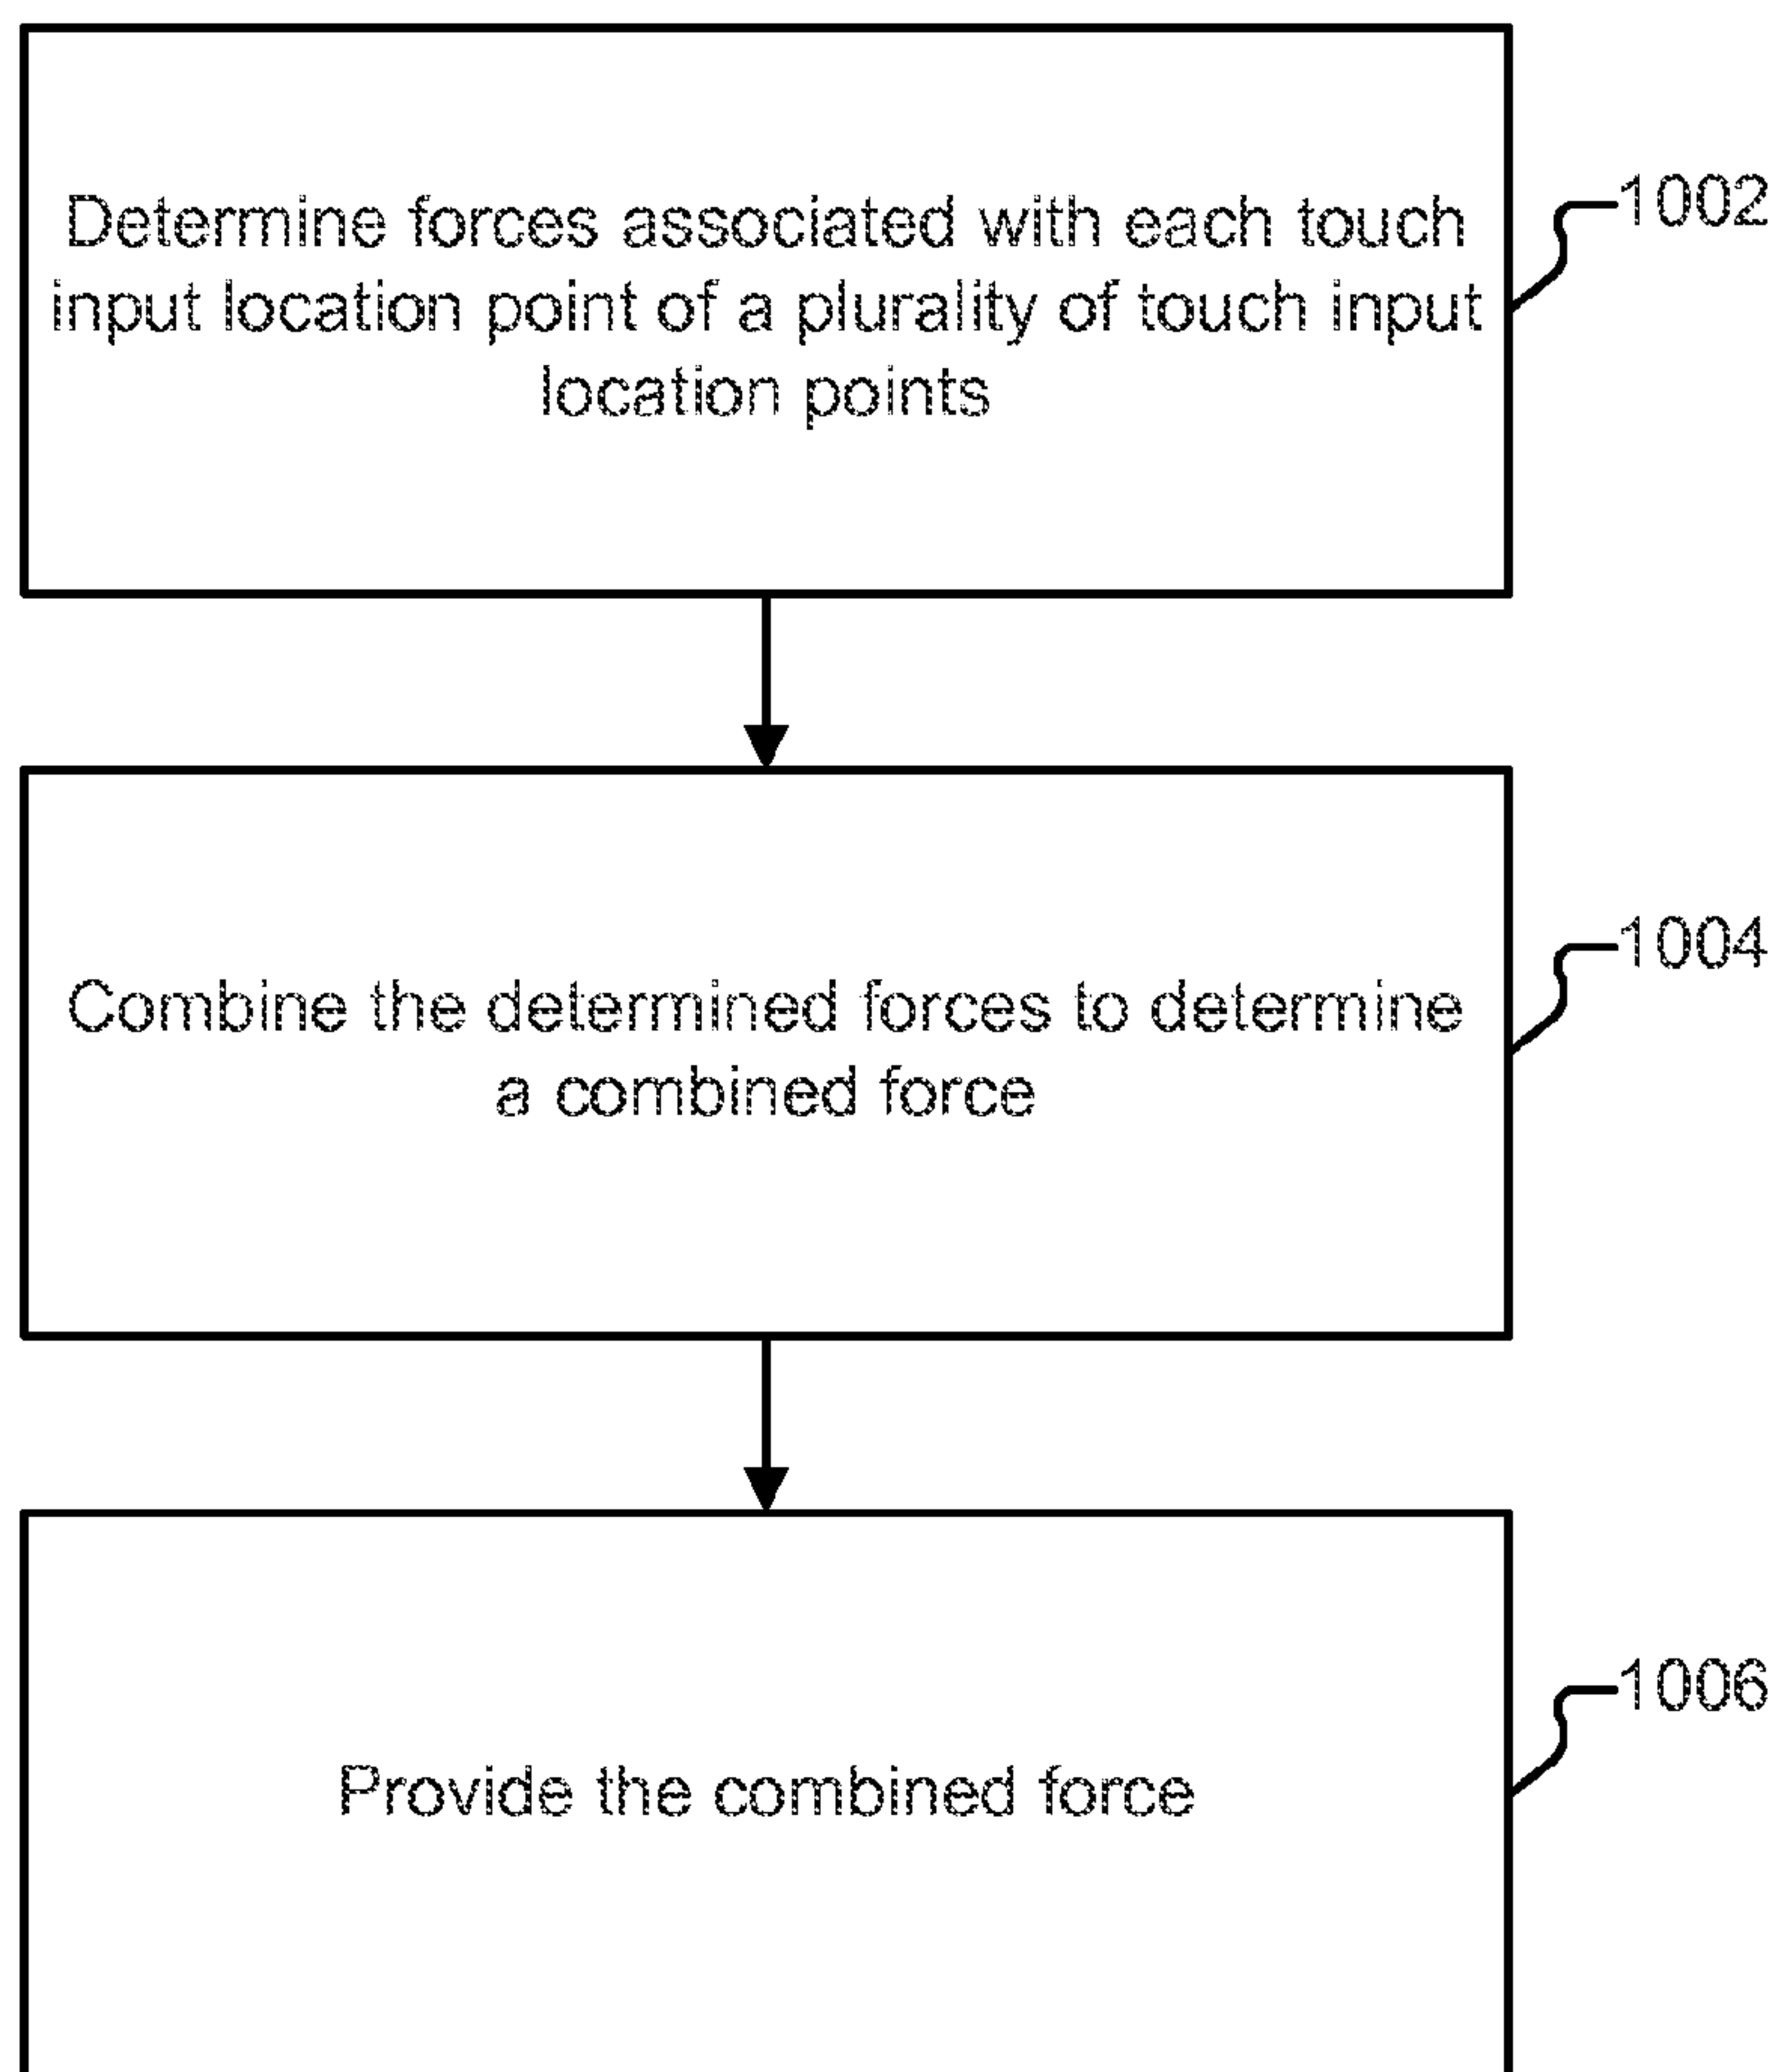 Determine forces associated with each touch
input location point of a plurality of touch input
location points
1002
Combine the determined forces to determine
a combined force
1004
Provide the combined force
1006